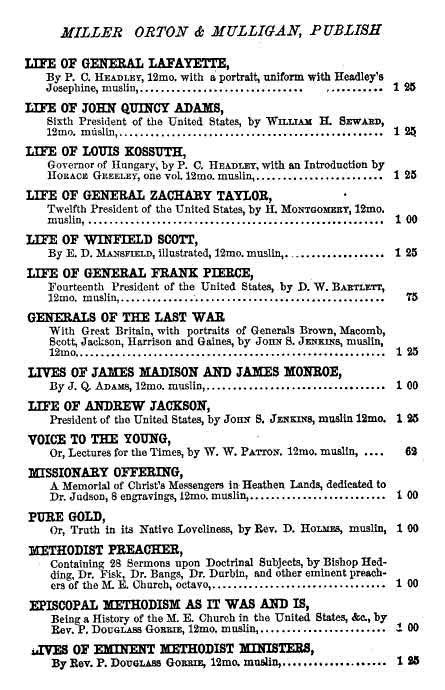 MILLER ORTON & MULLIGAN, PUBLISH
LIFE OF GENERAL LAFAYETTE,
By P. C. HEADLEY, 12mo. with a portrait, uniform with Headley's
Josephine, muslin,.................................... 1 25
LIFE OF JOHN QUINCY ADAMS,
Sixth President of the United States, by WILLIAM H. SEWARD,
12mo. muslin,.................................... 1 25
LIFE OF LOUIS KOSSUTH,
Governor of Hungary, by P. C. HEADLEY, with an Introduction by
HORACE GREELEY, one vol. 12mo. muslin,.................... 1 25
LIFE OF GENERAL ZACHARY TAYLOR,
Twelfth President of the United States, by H. MONTGOMERY, 12mo.
muslin, .................................... 1 00
LIFE OF WINFIELD SCOTT,
By E. D. MANSFIELD, illustrated, 12mo. muslin,.................. 1 25
LIFE OF GENERAL FRANK PIERCE,
Fourteenth President of the United States, by D. W. BARTLETT,
12mo. muslin,.................................... 75
GENERALS OF THE LAST WAR
With Great Britain, with portraits of Generals Brown, Macomb,
Scott, Jackson, Harrison and Gaines, by JOHN S. JENKINS, muslin,
12mo..................................... 1 25
LIVES OF JAMES MADISON AND JAMES MONROE,
By J. Q. ADAMS, 12mo. muslin,.............................. 1 00
LIFE OF ANDREW JACKSON,
President of the United States, by JOHN S. JENKINS, muslin 12mo. 1 25
VOICE TO THE YOUNG,
Or, Lectures for the Times, by W. W. PATTON. 12mo. muslin, .... 62
MISSIONARY OFFERING,
A Memorial of Christ's Messengers in Heathen Lands, dedicated to
Dr. Judson, 8 engravings, 12mo. muslin,....................... 1 00
PURE GOLD,
Or, Truth in its Native Loveliness, by Rev. D. HOLMES, muslin, 1 00
METHODIST PREACHER,
Containing 28 Sermons upon Doctrinal Subjects, by Bishop Hed-
ding, Dr. Fisk, Dr. Bangs, Dr. Durbin, and other eminent preach-
ers of the M. E. Church, octavo,............................. 1 00
EPISCOPAL METHODISM AS IT WAS AND IS,
Being a History of the M. E. Church in the United States, &c., by
Rev. P. DOUGLASS GORRIE, 12mo. muslin,..................... 1 00
LIVES OF EMINENT METHODIST MINISTERS,
By Rev. P. DOUGLASS GORRIE, 12mo. muslin,................... 1 25